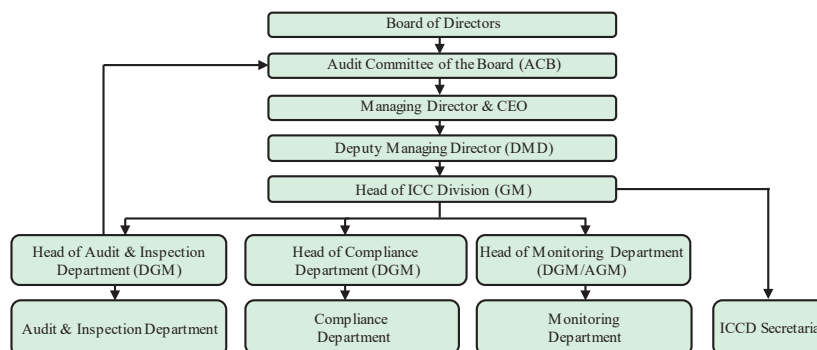 Board of Directors
Audit Committee of the Board (ACB)
Managing Director & CEO
Deputy Managing Director (DMD)
Head of ICC Division (GM)
Head of Audit & Inspection
Department (DGM)
Head of Compliance
Department (DGM)
Head of Monitoring Department
(DGM/AGM)
Audit & Inspection Department
Compliance
Department
Monitoring
Department
ICCD Secretaria